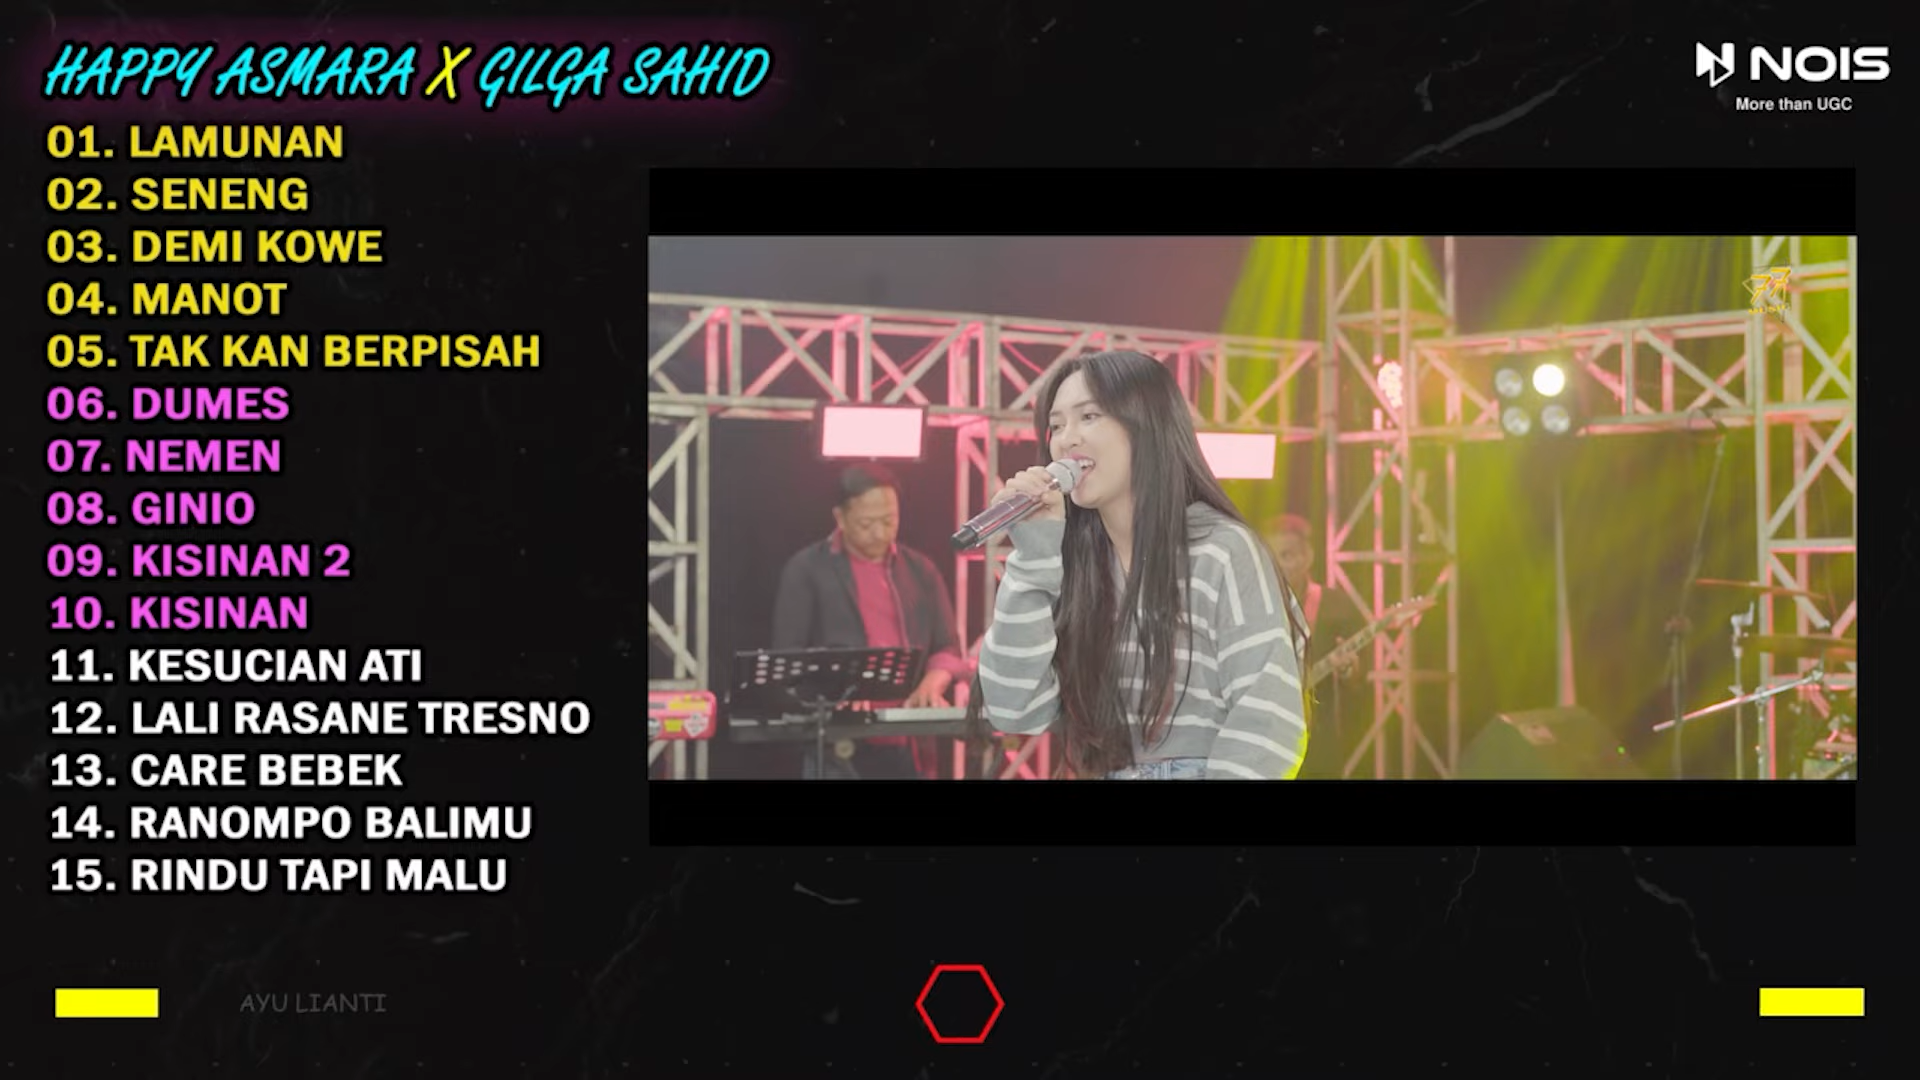 HAPPY ASMARA X GILGA SAHID
NOIS
More than UGC
01. LAMUNAN
02. SENENG
03. DEMI KOWE
04. MANOT
05. TAK KAN BERPISAH
06. DUMES
07. NEMEN
08. GINIO
09. KISINAN 2
10. KISINAN
11. KESUCIAN ATI
12. LALI RASANE TRESNO
13. CARE BEBEK
14. RANOMPO BALIMU
15. RINDU TAPI MALU
AYU LIANTI